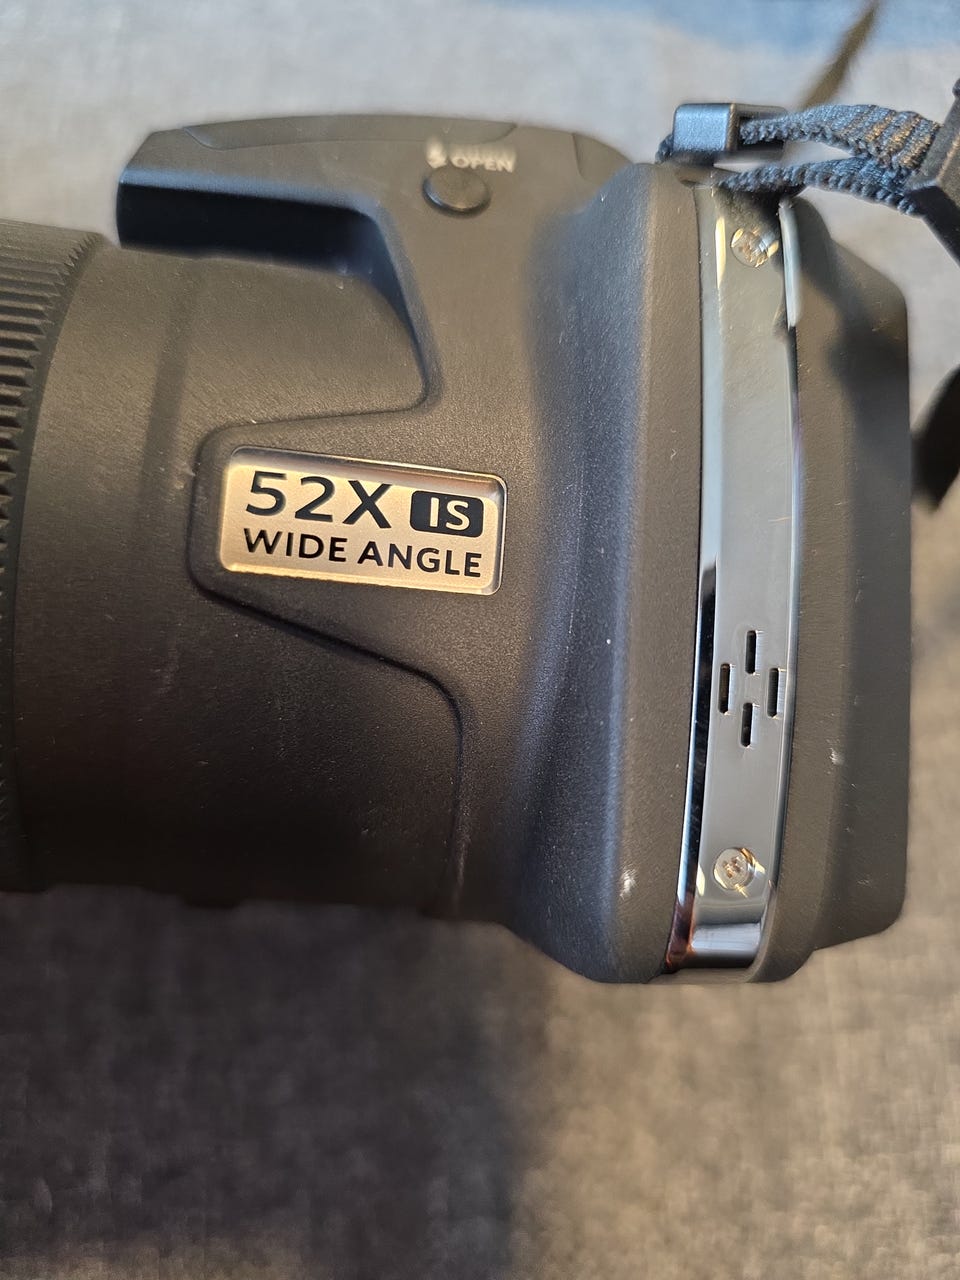 & OPEN
52X IS
WIDE ANGLE